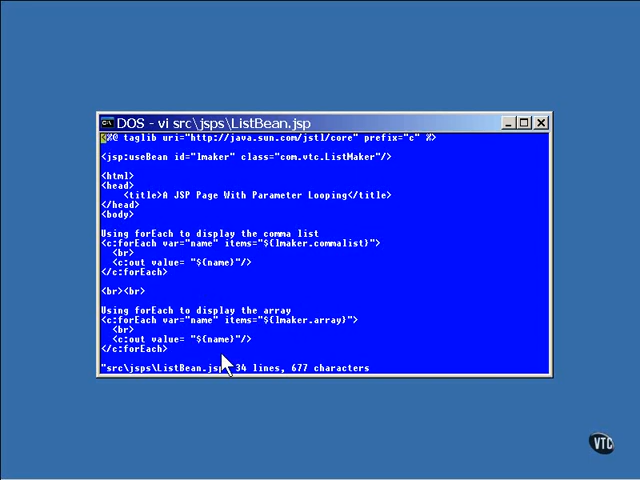 DOS - vi src\jsps\ListBean.jsp
<%@ taglib uri="http://java.sun.com/jstl/core" prefix="c" %>
<jsp:useBean id="lmaker" class="com.vtc.ListMaker"/>
<html>
<head>
<title>A JSP Page With Parameter Looping</title>
</head>
<body>
Using forEach to display the comma list
<c:forEach var="name" items="${lmaker.commalist}">
<br>
<c:out value= "${name}"/>
</c:forEach>
<br><br>
Using forEach to display the array
<c:forEach var="name" items="${lmaker.array}">
<br>
<c:out value= "${name}"/>
</c:forEach>
"src\jsps\ListBean.jsp" 34 lines, 677 characters
VTC